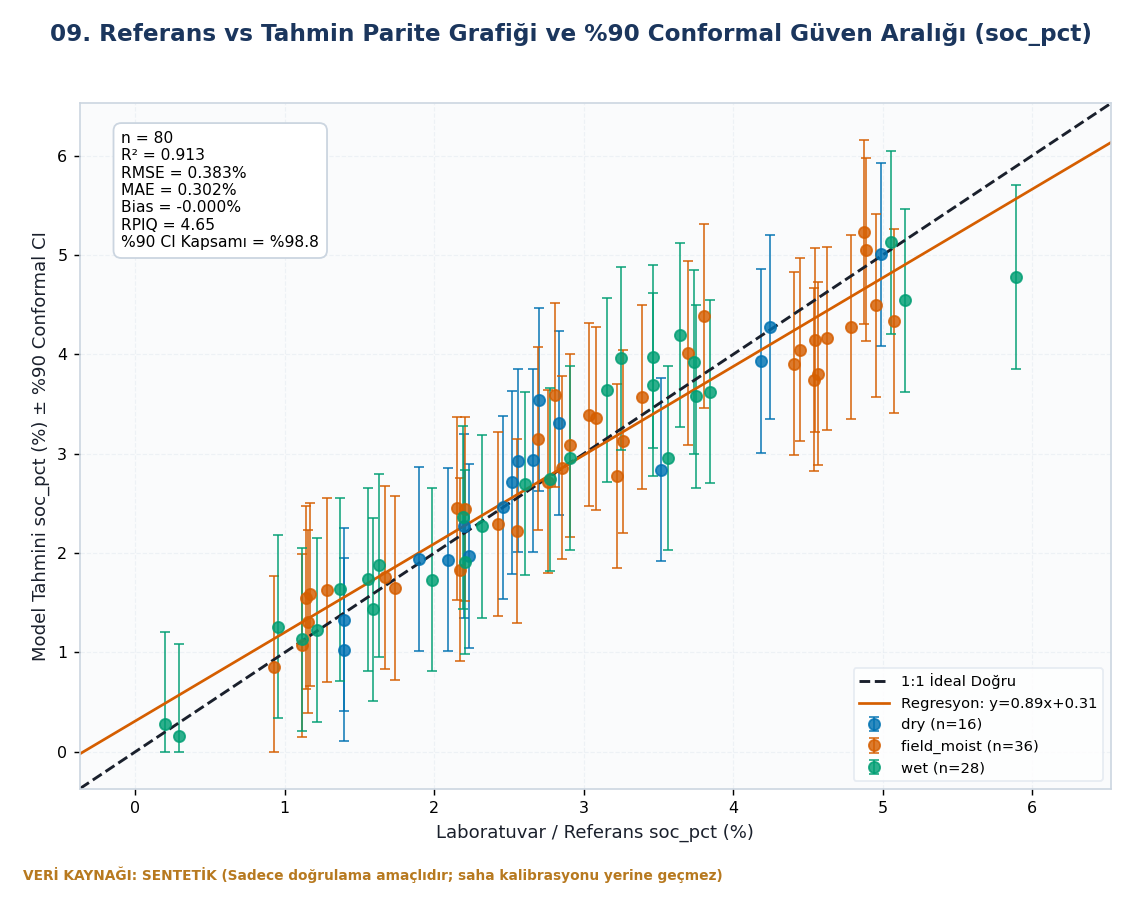 09. Referans vs Tahmin Parite Grafiği ve %90 Conformal Güven Aralığı (soc_pct)
n = 80
R² = 0.913
RMSE = 0.383%
MAE = 0.302%
Bias = -0.000%
RPIQ = 4.65
%90 CI Kapsamı = %98.8
Model Tahmini soc_pct (%) ± %90 Conformal CI
6
5
4
3
2
1
0
1:1 İdeal Doğru
Regresyon: y=0.89x+0.31
dry (n=16)
field_moist (n=36)
wet (n=28)
0 1 2 3 4 5 6
Laboratuvar / Referans soc_pct (%)
VERİ KAYNAĞI: SENTETİK (Sadece doğrulama amaçlıdır; saha kalibrasyonu yerine geçmez)